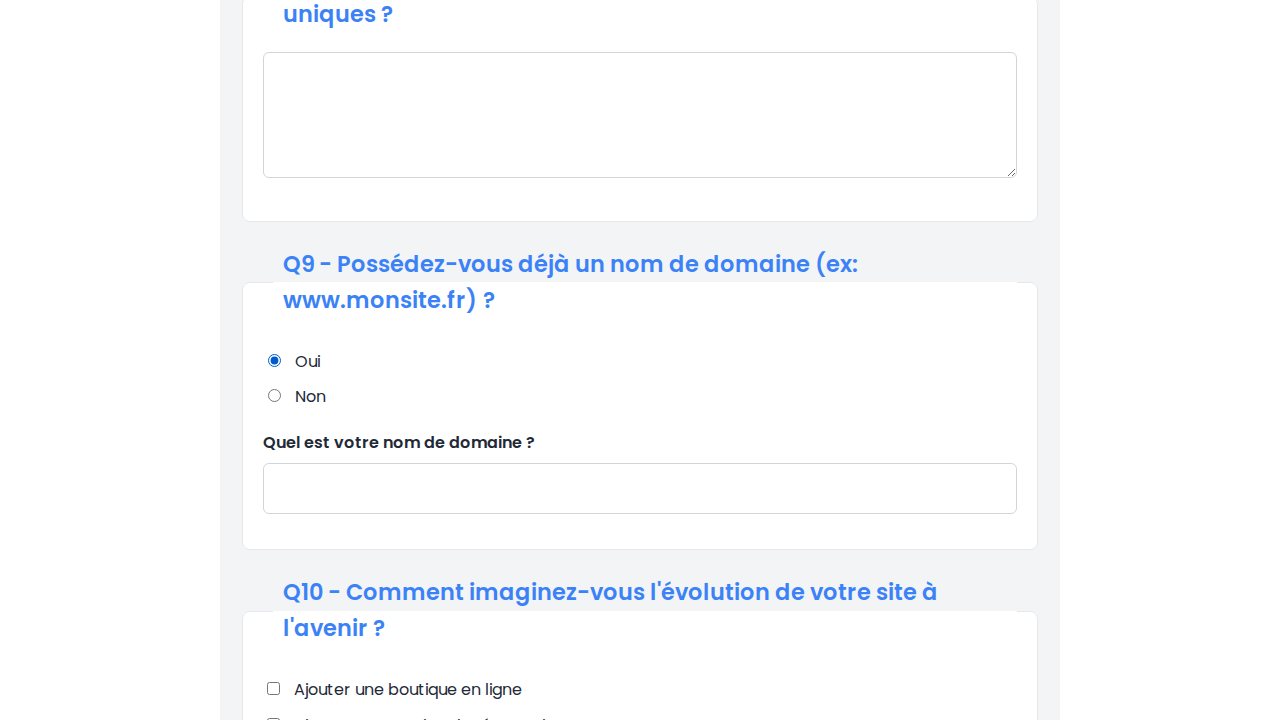 uniques ?
Q9 - Possédez-vous déjà un nom de domaine (ex:
www.monsite.fr) ?
Oui
Non
Quel est votre nom de domaine ?
Q10 - Comment imaginez-vous l'évolution de votre site à
l'avenir ?
Ajouter une boutique en ligne